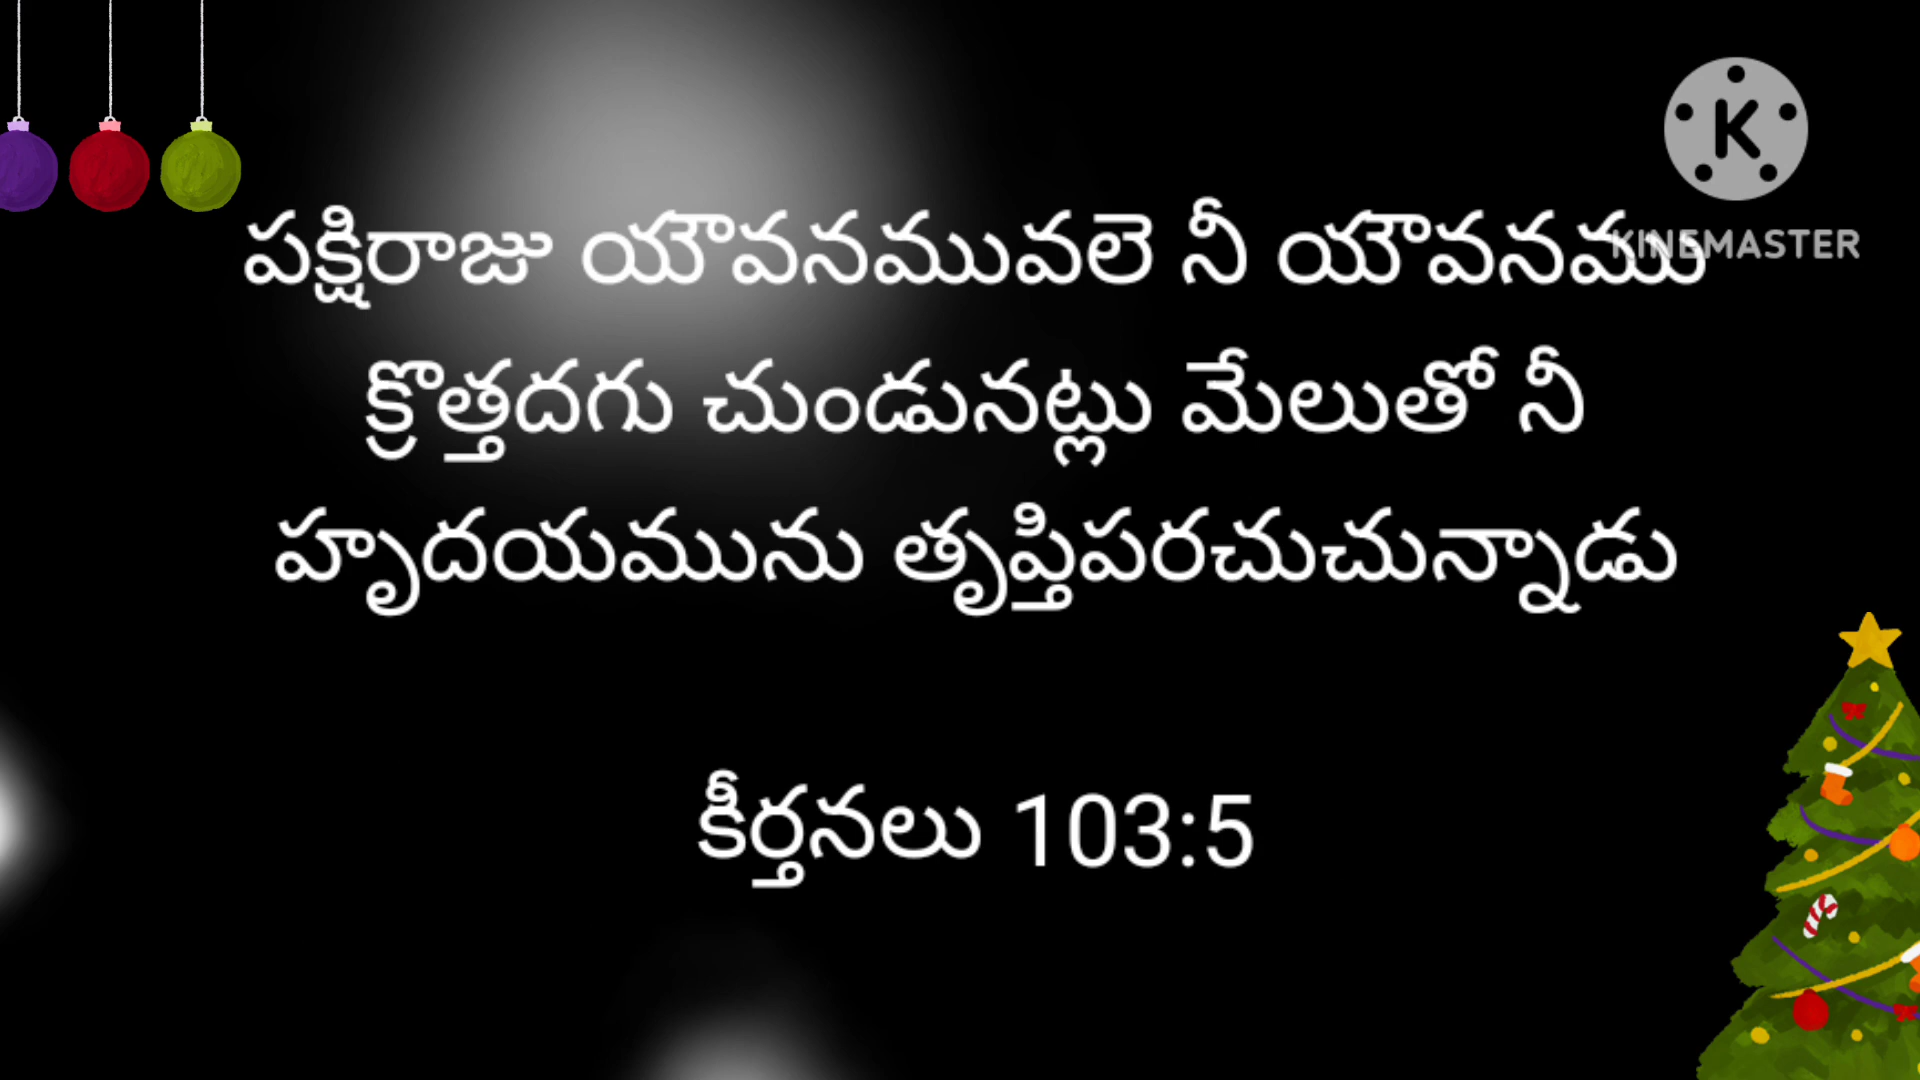 K
KINEMASTER
పక్షిరాజు యౌవనమువలె నీ యౌవనము
క్రొత్తదగు చుండునట్లు మేలుతో నీ
హృదయమును తృప్తిపరచుచున్నాడు
కీర్తనలు 103:5